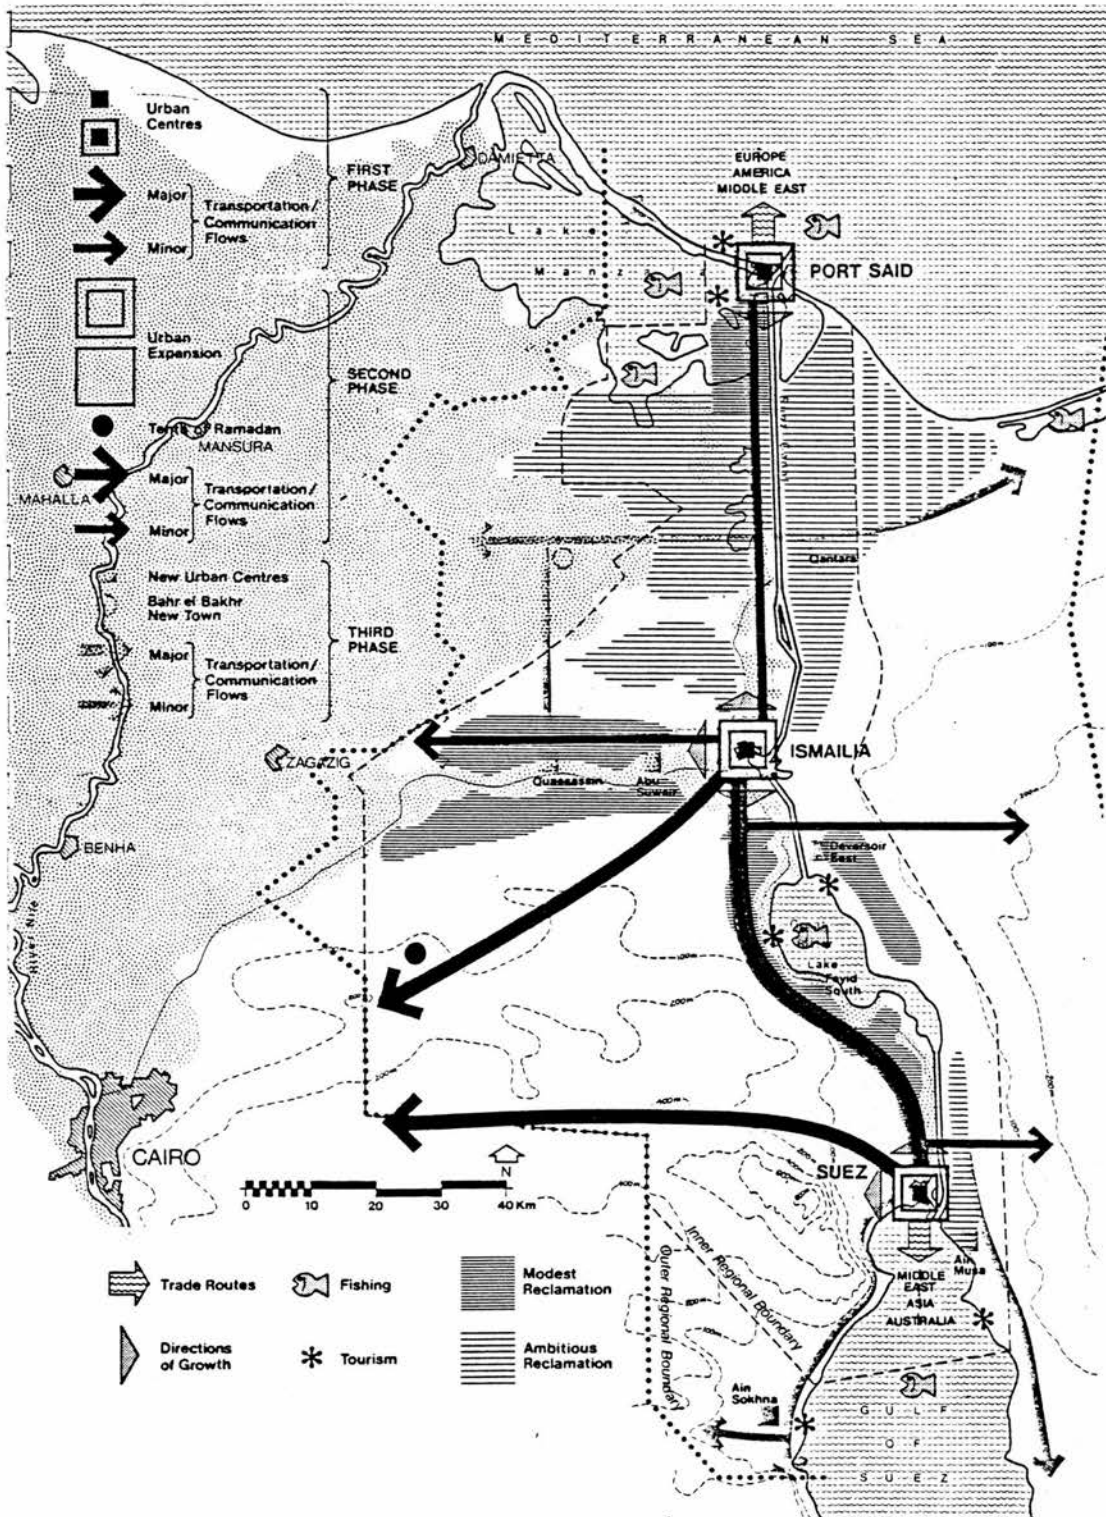 MEDITERRANEAN SEA
Urban
Centres
FIRST
PHASE
Major
Transportation/
Communication
Flows
Minor
Urban
Expansion
SECOND
PHASE
Tenth of Ramadan
MANSURA
MAHALLA
Major
Transportation/
Communication
Flows
Minor
New Urban Centres
Bahr el Bakhr
New Town
THIRD
PHASE
Major
Transportation/
Communication
Flows
Minor
DAMIETTA
EUROPE
AMERICA
MIDDLE EAST
Lake
PORT SAID
Qantara
ISMAILIA
ZAGAZIG
Quassassin
Abu
Suweir
BENHA
Deversoir
East
River Nile
Lake
Fayid
South
100m
200m
200m
400m
CAIRO
N
0 10 20 30 40 Km
SUEZ
Ain
Musa
MIDDLE
EAST
ASIA
AUSTRALIA
Inner Regional Boundary
Outer Regional Boundary
Trade Routes
Fishing
Modest
Reclamation
Directions
of Growth
Tourism
Ambitious
Reclamation
Ain
Sokhna
GULF
OF
SUEZ